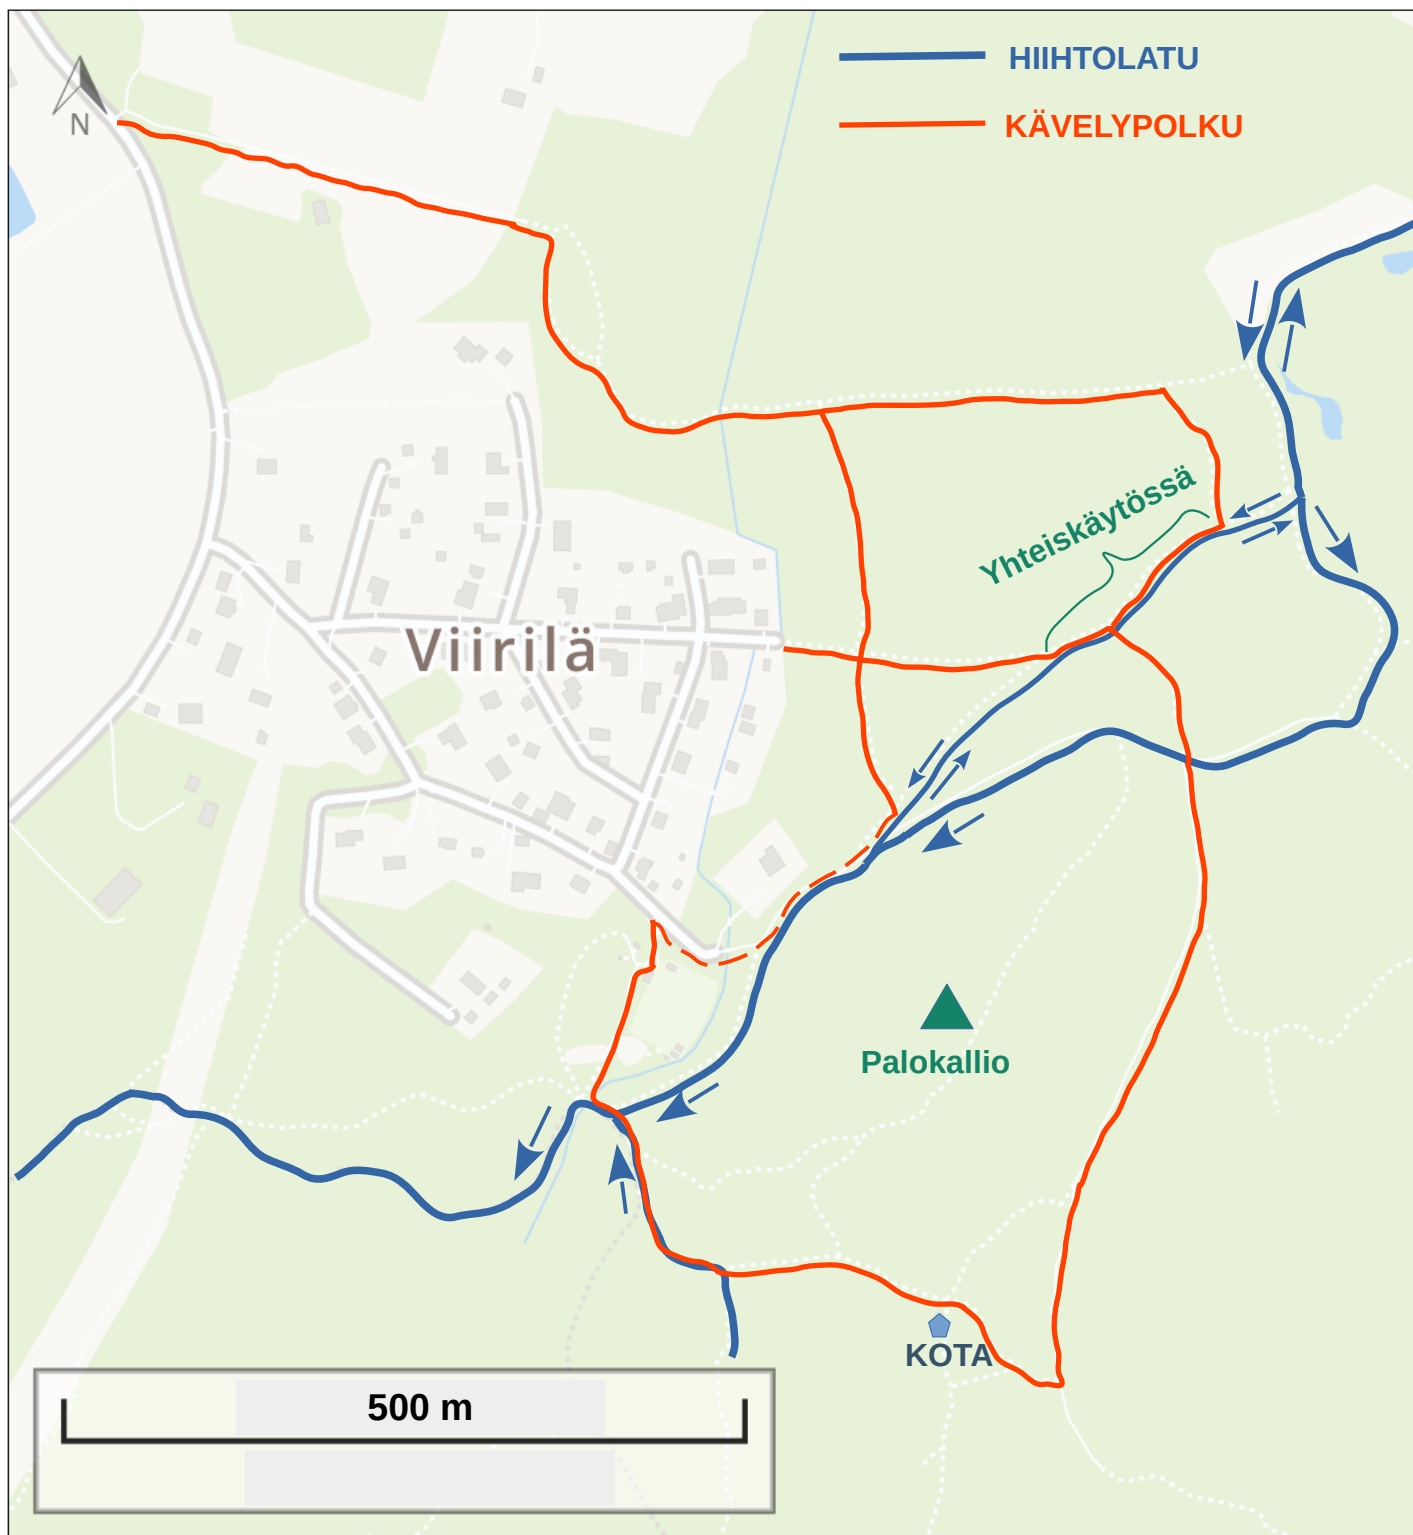 HIIHTOLATU
KÄVELYPOLKU
N
Yhteiskäytössä
Viirilä
Palokallio
KOTA
500 m